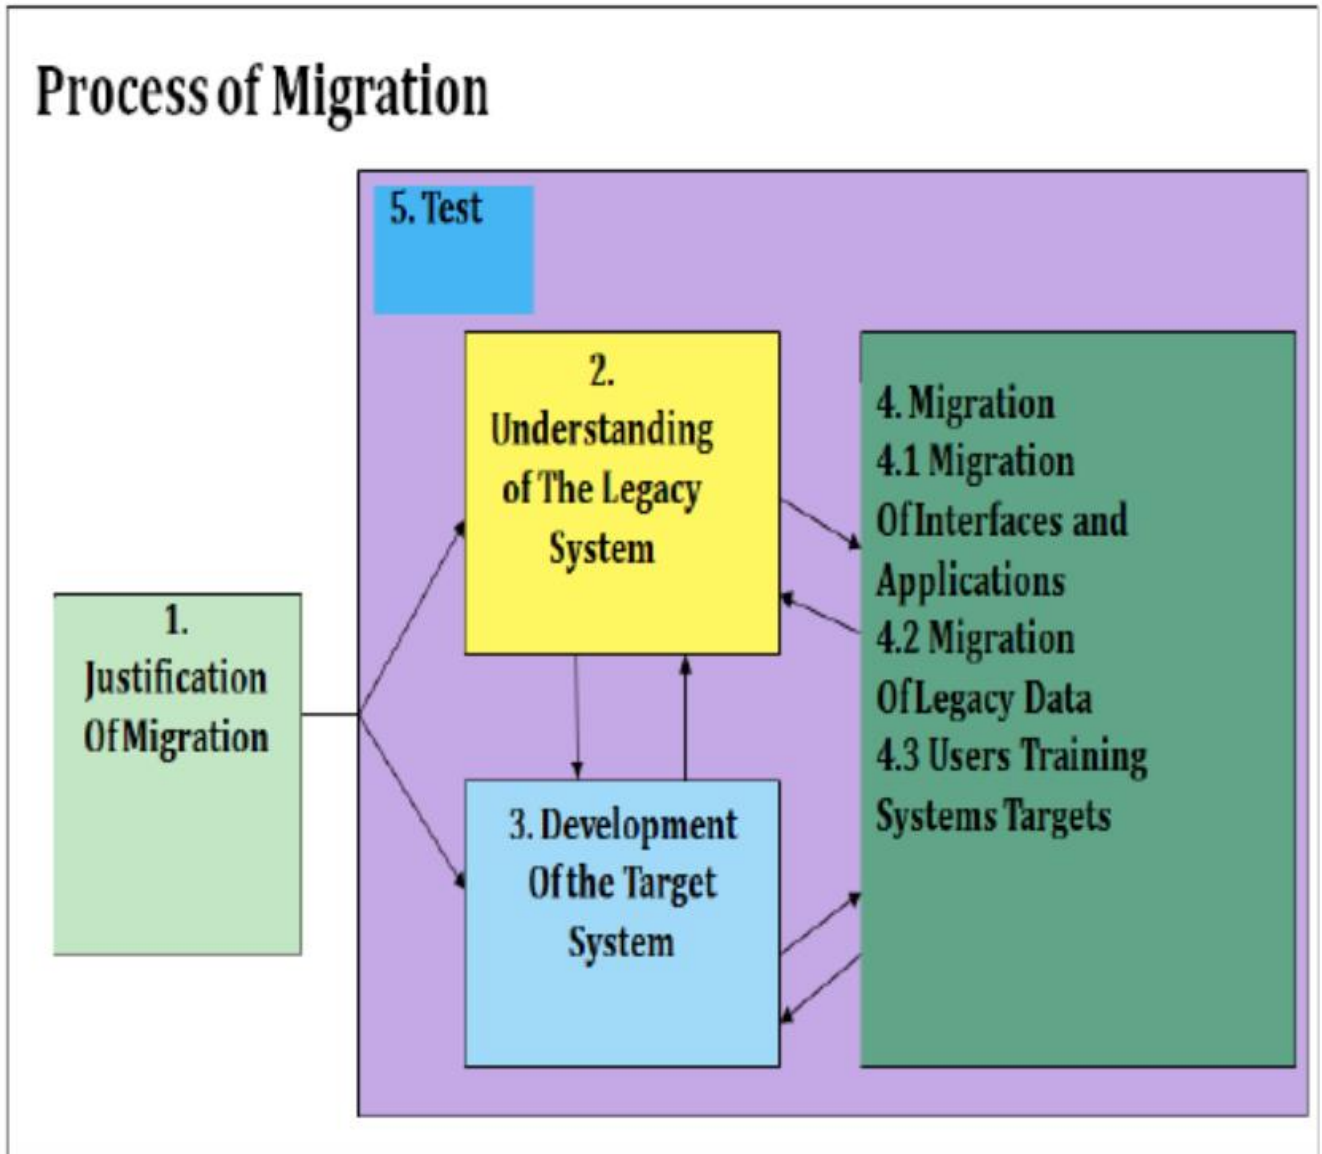 Process of Migration
5. Test
2.
Understanding
of The Legacy
System
4. Migration
4.1 Migration
Of Interfaces and
Applications
4.2 Migration
Of Legacy Data
4.3 Users Training
Systems Targets
1.
Justification
Of Migration
3. Development
Of the Target
System